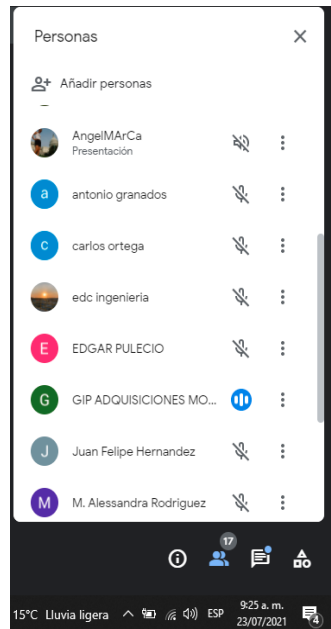 Personas
Añadir personas
AngelMArCa
Presentación
a antonio granados
c carlos ortega
edc ingenieria
E EDGAR PULECIO
G GIP ADQUISICIONES MO...
J Juan Felipe Hernandez
M M. Alessandra Rodriguez
17
15°C Lluvia ligera ESP 9:25 a. m.
23/07/2021
4